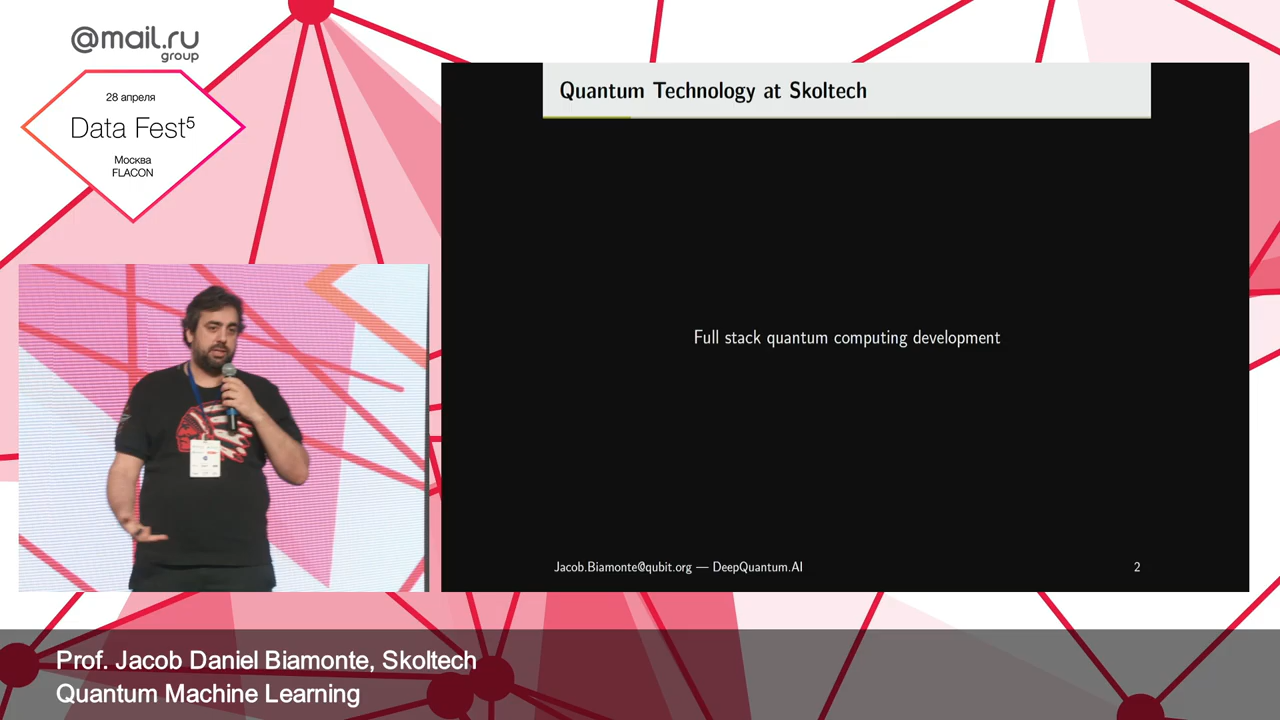 @mail.ru
group
28 апреля
Data Fest⁵
Москва
FLACON
Quantum Technology at Skoltech
Full stack quantum computing development
Jacob.Biamonte@qubit.org — DeepQuantum.AI
2
Prof. Jacob Daniel Biamonte, Skoltech
Quantum Machine Learning